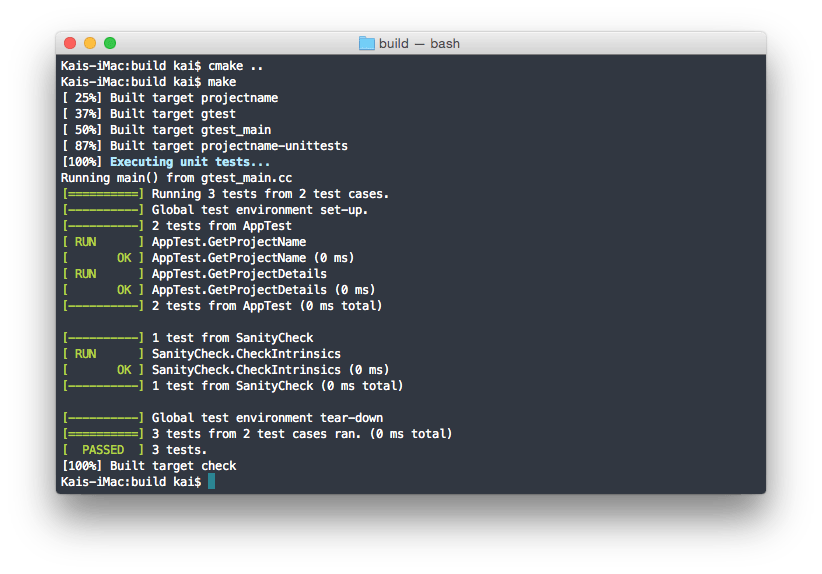 build — bash
Kais-iMac:build kai$ cmake ..
Kais-iMac:build kai$ make
[ 25%] Built target projectname
[ 37%] Built target gtest
[ 50%] Built target gtest_main
[ 87%] Built target projectname-unittests
[100%] Executing unit tests...
Running main() from gtest_main.cc
[==========] Running 3 tests from 2 test cases.
[----------] Global test environment set-up.
[----------] 2 tests from AppTest
[ RUN      ] AppTest.GetProjectName
[       OK ] AppTest.GetProjectName (0 ms)
[ RUN      ] AppTest.GetProjectDetails
[       OK ] AppTest.GetProjectDetails (0 ms)
[----------] 2 tests from AppTest (0 ms total)
[----------] 1 test from SanityCheck
[ RUN      ] SanityCheck.CheckIntrinsics
[       OK ] SanityCheck.CheckIntrinsics (0 ms)
[----------] 1 test from SanityCheck (0 ms total)
[----------] Global test environment tear-down
[==========] 3 tests from 2 test cases ran. (0 ms total)
[  PASSED  ] 3 tests.
[100%] Built target check
Kais-iMac:build kai$